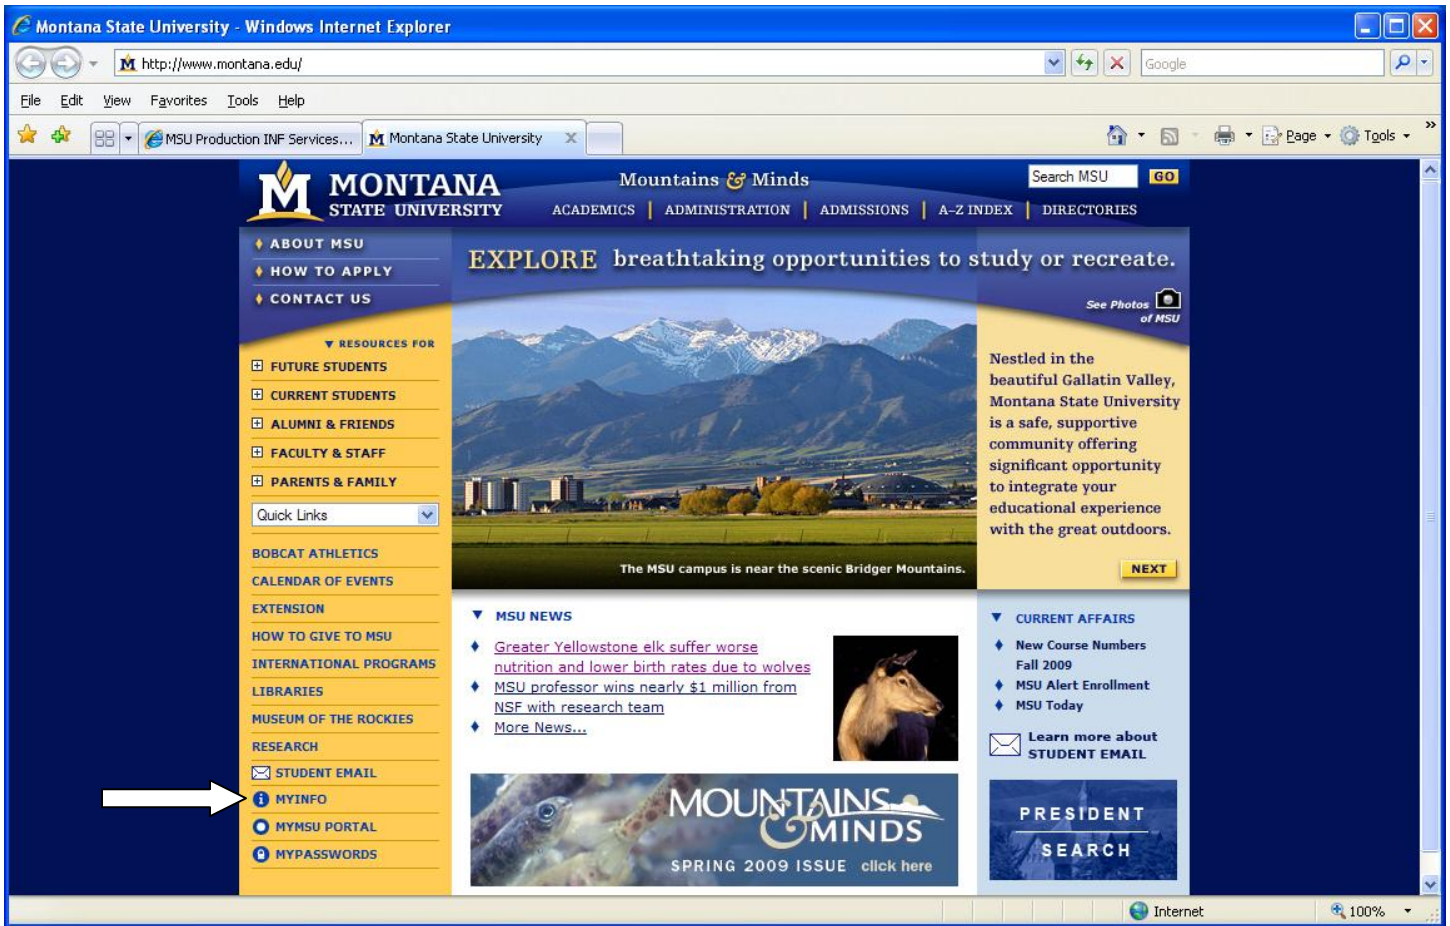 Montana State University - Windows Internet Explorer
http://www.montana.edu/
Google
File Edit View Favorites Tools Help
MSU Production INF Services...
Montana State University
Page
Tools
MONTANA
STATE UNIVERSITY
Mountains & Minds
Search MSU
GO
ACADEMICS | ADMINISTRATION | ADMISSIONS | A–Z INDEX | DIRECTORIES
ABOUT MSU
HOW TO APPLY
CONTACT US
EXPLORE breathtaking opportunities to study or recreate.
See Photos
of MSU
RESOURCES FOR
FUTURE STUDENTS
CURRENT STUDENTS
ALUMNI & FRIENDS
FACULTY & STAFF
PARENTS & FAMILY
Quick Links
BOBCAT ATHLETICS
CALENDAR OF EVENTS
EXTENSION
HOW TO GIVE TO MSU
INTERNATIONAL PROGRAMS
LIBRARIES
MUSEUM OF THE ROCKIES
RESEARCH
STUDENT EMAIL
MYINFO
MYMSU PORTAL
MYPASSWORDS
Nestled in the
beautiful Gallatin Valley,
Montana State University
is a safe, supportive
community offering
significant opportunity
to integrate your
educational experience
with the great outdoors.
NEXT
The MSU campus is near the scenic Bridger Mountains.
MSU NEWS
Greater Yellowstone elk suffer worse
nutrition and lower birth rates due to wolves
MSU professor wins nearly $1 million from
NSF with research team
More News...
MOUNTAINS
& MINDS
SPRING 2009 ISSUE click here
CURRENT AFFAIRS
New Course Numbers
Fall 2009
MSU Alert Enrollment
MSU Today
Learn more about
STUDENT EMAIL
PRESIDENT
SEARCH
Internet
100%